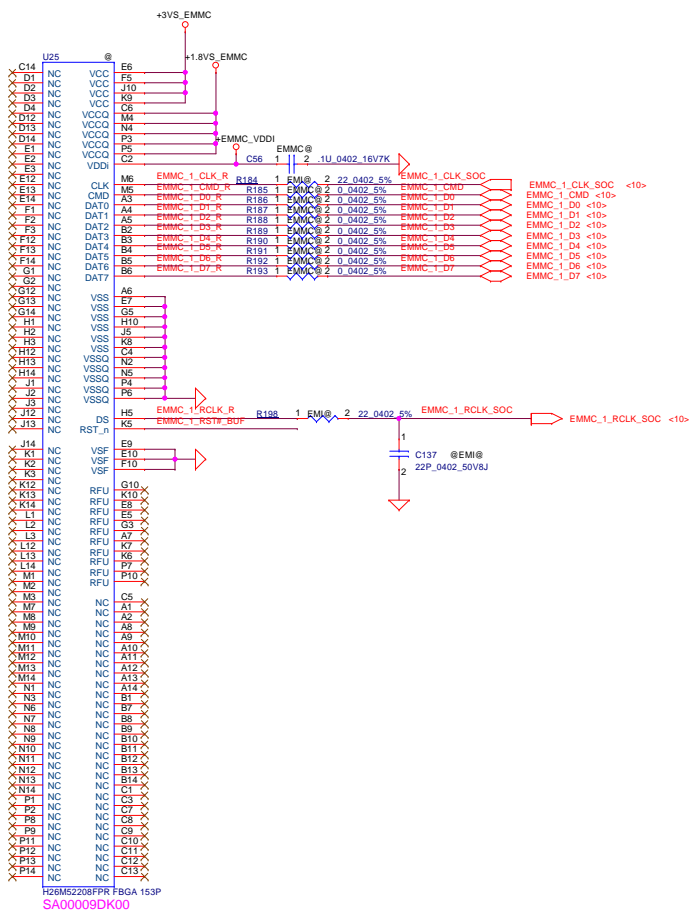 +3VS_EMMC
U25 @ +1.8VS_EMMC
C14 NC VCC E6
D1 NC VCC F5
D2 NC VCC J10
D3 NC VCC K9
D4 NC VCCQ C6
D12 NC VCCQ M4
D13 NC VCCQ N4
D14 NC VCCQ P3
+EMMC_VDDI
E1 NC VCCQ P5
E2 NC VDDi C2 C56 1 EMMC@ 2 .1U_0402_16V7K
E3 NC
E12 NC CLK M6 EMMC_1_CLK_R R184 1 EMI@ 2 22_0402_5% EMMC_1_CLK_SOC EMMC_1_CLK_SOC <10>
E13 NC CMD M5 EMMC_1_CMD_R R185 1 EMMC@ 2 0_0402_5% EMMC_1_CMD EMMC_1_CMD <10>
E14 NC DAT0 A3 EMMC_1_D0_R R186 1 EMMC@ 2 0_0402_5% EMMC_1_D0 EMMC_1_D0 <10>
F1 NC DAT1 A4 EMMC_1_D1_R R187 1 EMMC@ 2 0_0402_5% EMMC_1_D1 EMMC_1_D1 <10>
F2 NC DAT2 A5 EMMC_1_D2_R R188 1 EMMC@ 2 0_0402_5% EMMC_1_D2 EMMC_1_D2 <10>
F3 NC DAT3 B2 EMMC_1_D3_R R189 1 EMMC@ 2 0_0402_5% EMMC_1_D3 EMMC_1_D3 <10>
F12 NC DAT4 B3 EMMC_1_D4_R R190 1 EMMC@ 2 0_0402_5% EMMC_1_D4 EMMC_1_D4 <10>
F13 NC DAT5 B4 EMMC_1_D5_R R191 1 EMMC@ 2 0_0402_5% EMMC_1_D5 EMMC_1_D5 <10>
F14 NC DAT6 B5 EMMC_1_D6_R R192 1 EMMC@ 2 0_0402_5% EMMC_1_D6 EMMC_1_D6 <10>
G1 NC DAT7 B6 EMMC_1_D7_R R193 1 EMMC@ 2 0_0402_5% EMMC_1_D7 EMMC_1_D7 <10>
G2 NC
G12 NC VSS A6
G13 NC VSS E7
G14 NC VSS G5
H1 NC VSS H10
H2 NC VSS J5
H3 NC VSS K8
H12 NC VSSQ C4
H13 NC VSSQ N2
H14 NC VSSQ N5
J1 NC VSSQ P4
J2 NC VSSQ P6
J3 NC
J12 NC DS H5 EMMC_1_RCLK_R R198 1 EMI@ 2 22_0402_5% EMMC_1_RCLK_SOC EMMC_1_RCLK_SOC <10>
J13 NC RST_n K5 EMMC_1_RST#_BUF
J14 NC VSF E9 1
K1 NC VSF E10 C137 @EMI@
K2 NC VSF F10 22P_0402_50V8J
K3 NC 2
K12 NC RFU G10
K13 NC RFU K10
K14 NC RFU E8
L1 NC RFU E5
L2 NC RFU G3
L3 NC RFU A7
L12 NC RFU K7
L13 NC RFU K6
L14 NC RFU P7
M1 NC RFU P10
M2 NC
M3 NC NC C5
M7 NC NC A1
M8 NC NC A2
M9 NC NC A8
M10 NC NC A9
M11 NC NC A10
M12 NC NC A11
M13 NC NC A12
M14 NC NC A13
N1 NC NC A14
N3 NC NC B1
N6 NC NC B7
N7 NC NC B8
N8 NC NC B9
N9 NC NC B10
N10 NC NC B11
N11 NC NC B12
N12 NC NC B13
N13 NC NC B14
N14 NC NC C1
P1 NC NC C3
P2 NC NC C7
P8 NC NC C8
P9 NC NC C9
P11 NC NC C10
P12 NC NC C11
P13 NC NC C12
P14 NC NC C13
H26M52208FPR FBGA 153P
SA00009DK00